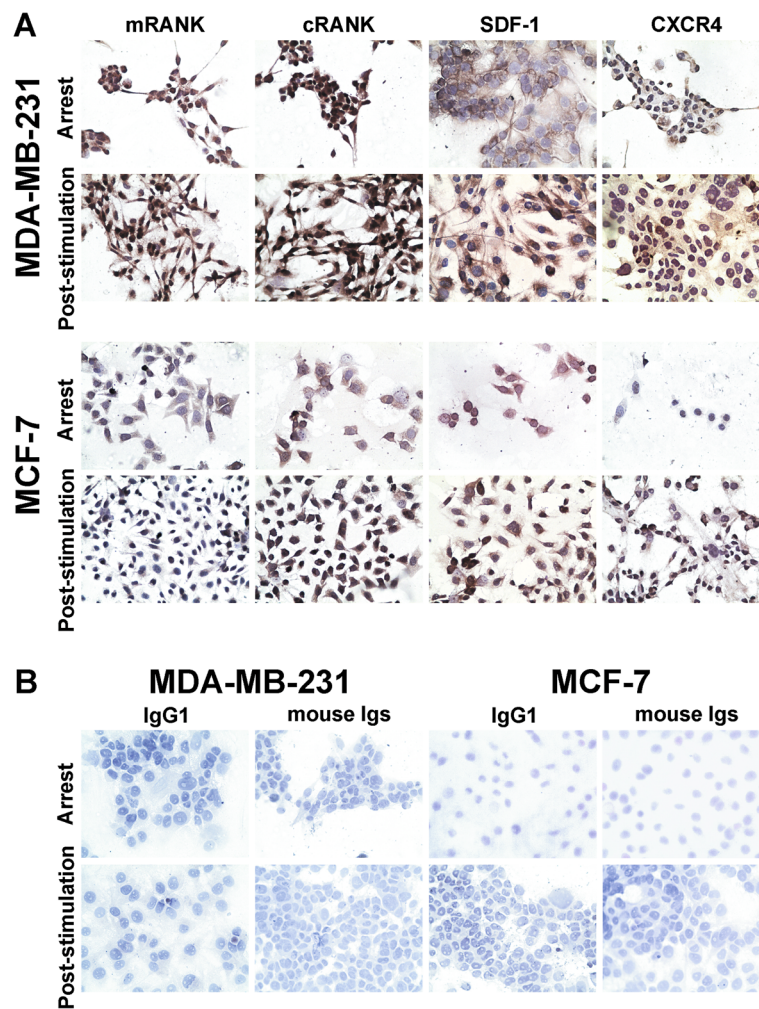 A
mRANK cRANK SDF-1 CXCR4
MDA-MB-231
Arrest
Post-stimulation
MCF-7
Arrest
Post-stimulation
B
MDA-MB-231 MCF-7
IgG1 mouse Igs IgG1 mouse Igs
Arrest
Post-stimulation